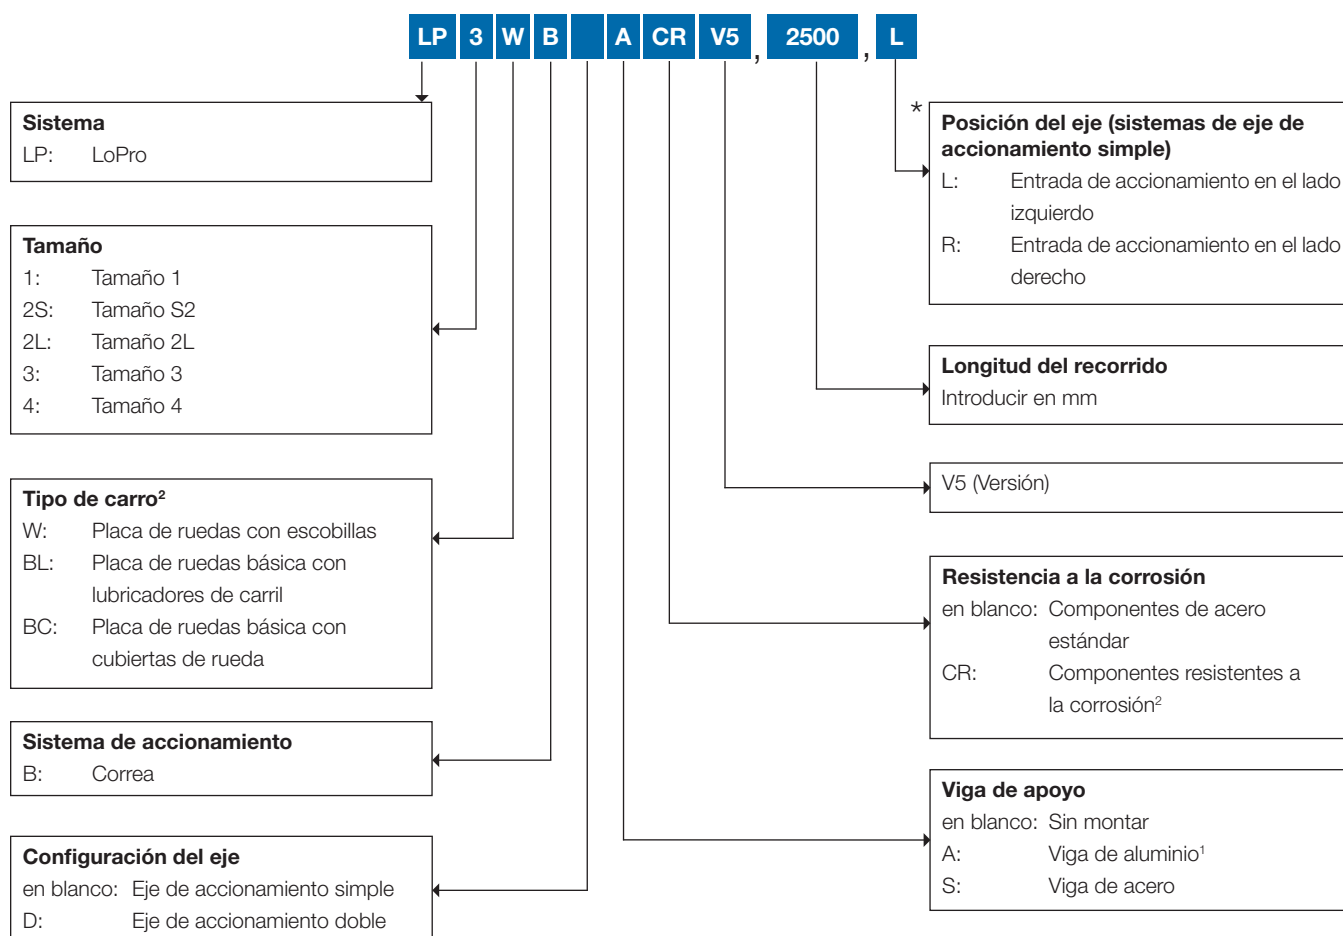 LP 3 W B A CR V5 , 2500 , L
Sistema
LP: LoPro
Tamaño
1: Tamaño 1
2S: Tamaño S2
2L: Tamaño 2L
3: Tamaño 3
4: Tamaño 4
Tipo de carro²
W: Placa de ruedas con escobillas
BL: Placa de ruedas básica con
lubricadores de carril
BC: Placa de ruedas básica con
cubiertas de rueda
Sistema de accionamiento
B: Correa
Configuración del eje
en blanco: Eje de accionamiento simple
D: Eje de accionamiento doble
*
Posición del eje (sistemas de eje de
accionamiento simple)
L: Entrada de accionamiento en el lado
izquierdo
R: Entrada de accionamiento en el lado
derecho
Longitud del recorrido
Introducir en mm
V5 (Versión)
Resistencia a la corrosión
en blanco: Componentes de acero
estándar
CR: Componentes resistentes a
la corrosión²
Viga de apoyo
en blanco: Sin montar
A: Viga de aluminio¹
S: Viga de acero